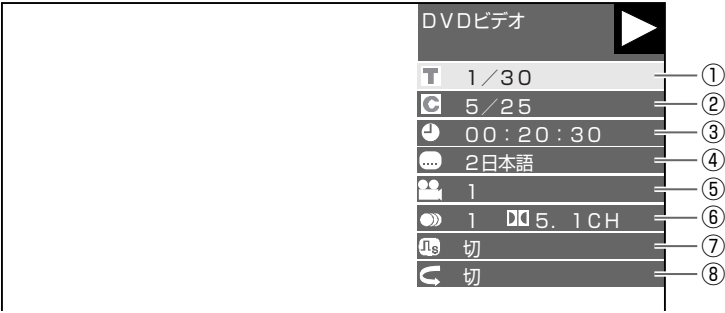 DVDビデオ
T 1/30 ①
C 5/25 ②
00:20:30 ③
2日本語 ④
1 ⑤
1 5.1CH ⑥
S 切 ⑦
切 ⑧